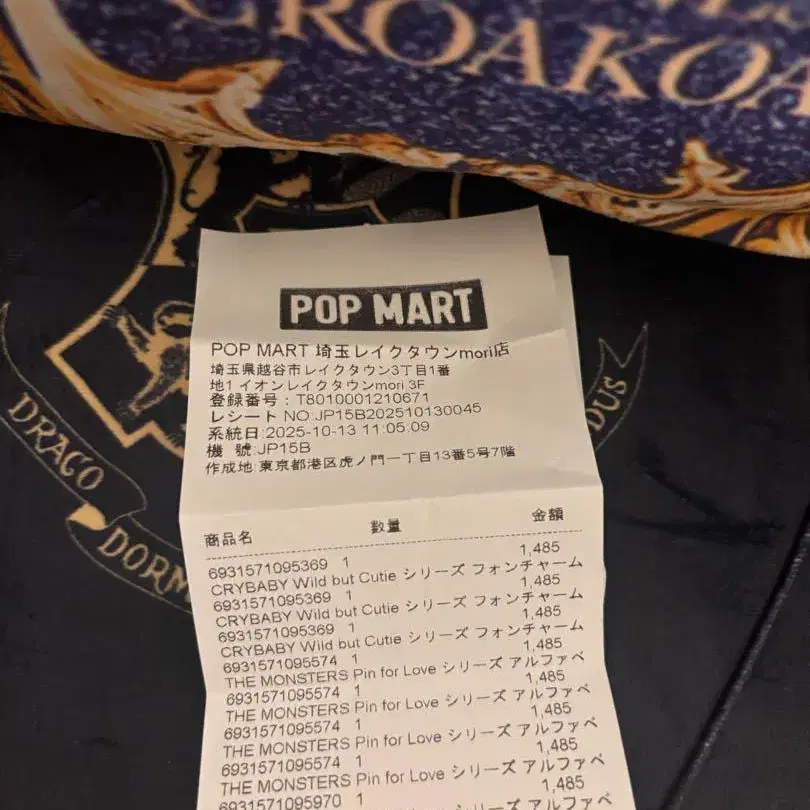 CROAKOA
DRACO
DORM
DUS
POP MART
POP MART 埼玉レイクタウンmori店
埼玉県越谷市レイクタウン3丁目1番
地1 イオンレイクタウンmori 3F
登録番号：T8010001210671
レシート NO:JP15B202510130045
系統日:2025-10-13 11:05:09
機 號:JP15B
作成地:東京都港区虎ノ門一丁目13番5号7階
商品名 数量 金額
6931571095369 1 1,485
CRYBABY Wild but Cutie シリーズ フォンチャーム
6931571095369 1 1,485
CRYBABY Wild but Cutie シリーズ フォンチャーム
6931571095369 1 1,485
CRYBABY Wild but Cutie シリーズ フォンチャーム
6931571095574 1 1,485
THE MONSTERS Pin for Love シリーズ アルファベ
6931571095574 1 1,485
THE MONSTERS Pin for Love シリーズ アルファベ
6931571095574 1 1,485
THE MONSTERS Pin for Love シリーズ アルファベ
6931571095574 1 1,485
THE MONSTERS Pin for Love シリーズ アルファベ
6931571095970 1 1,485
シリーズ アルファベ